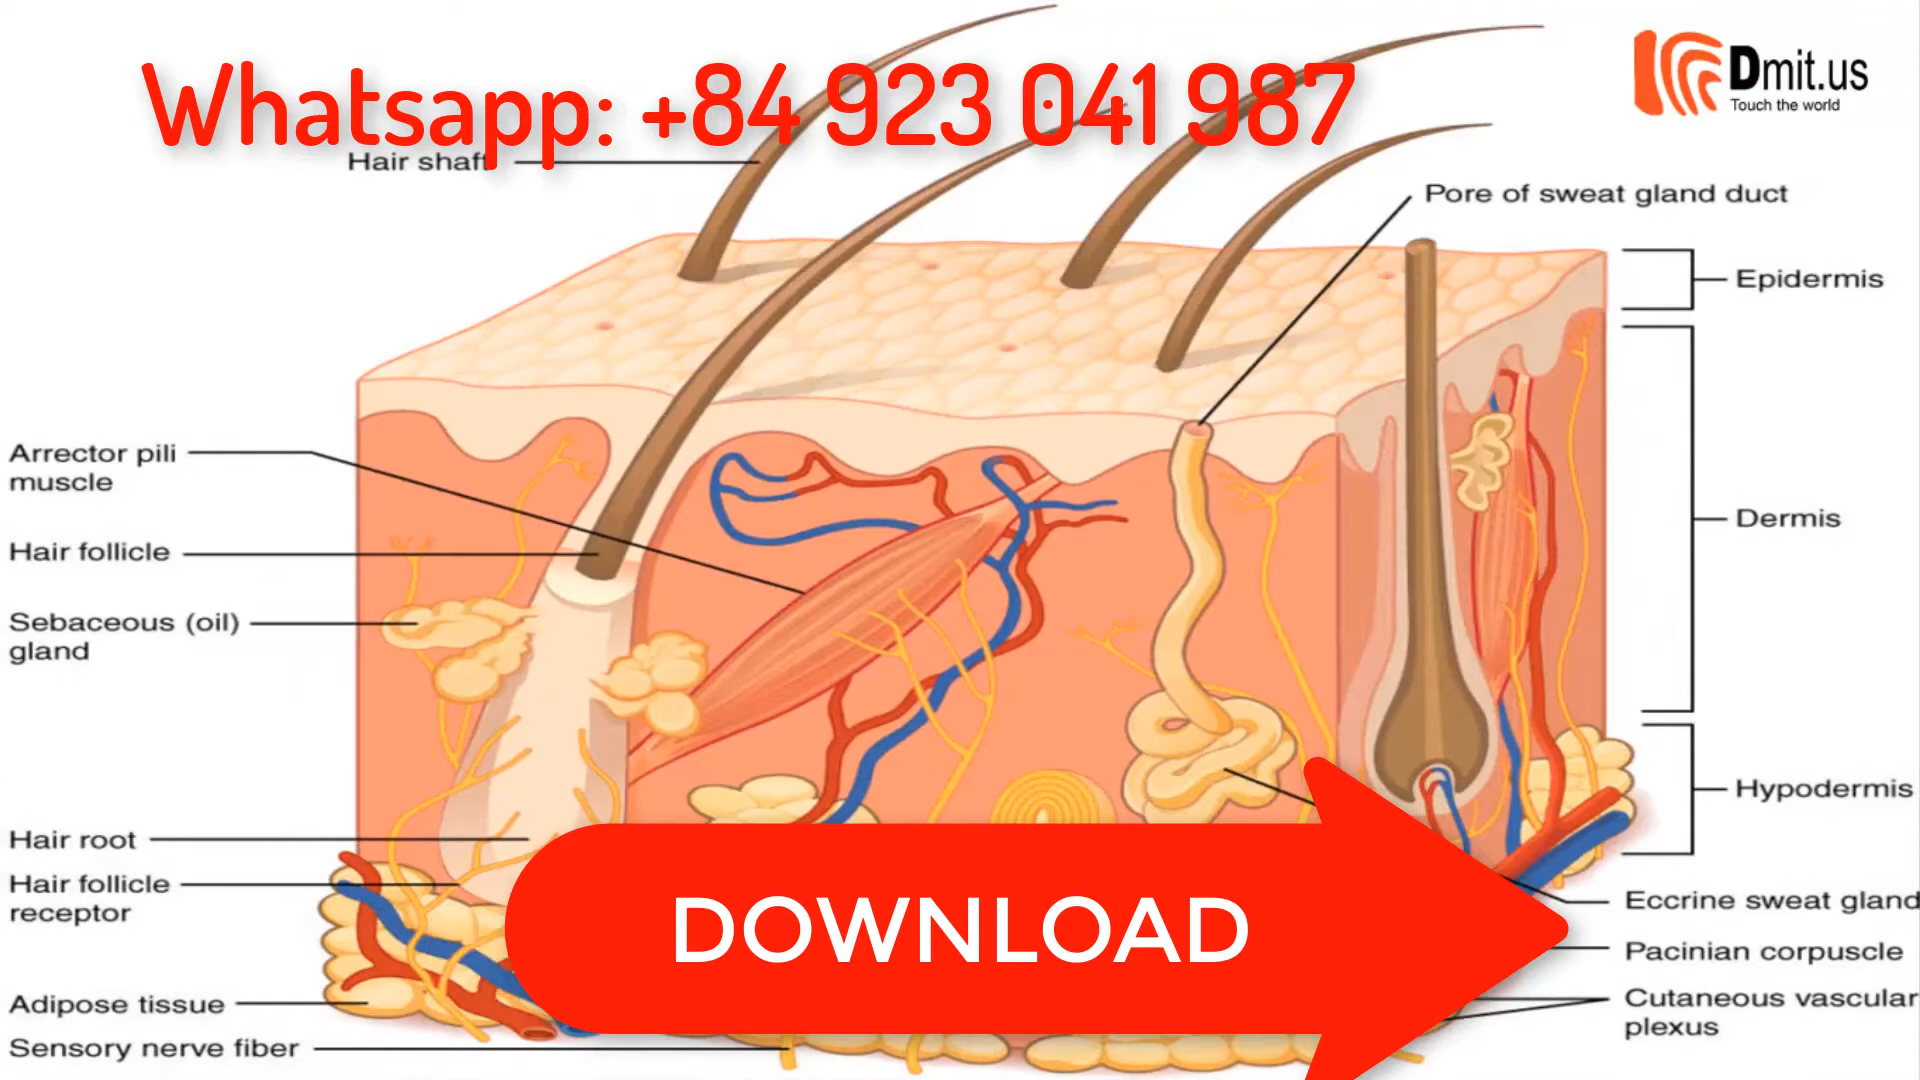 Whatsapp: +84 923 041 987
Dmit.us
Touch the world
Hair shaft
Pore of sweat gland duct
Epidermis
Arrector pili
muscle
Dermis
Hair follicle
Sebaceous (oil)
gland
Hypodermis
Hair root
Hair follicle
receptor
DOWNLOAD
Eccrine sweat gland
Pacinian corpuscle
Adipose tissue
Cutaneous vascular
plexus
Sensory nerve fiber